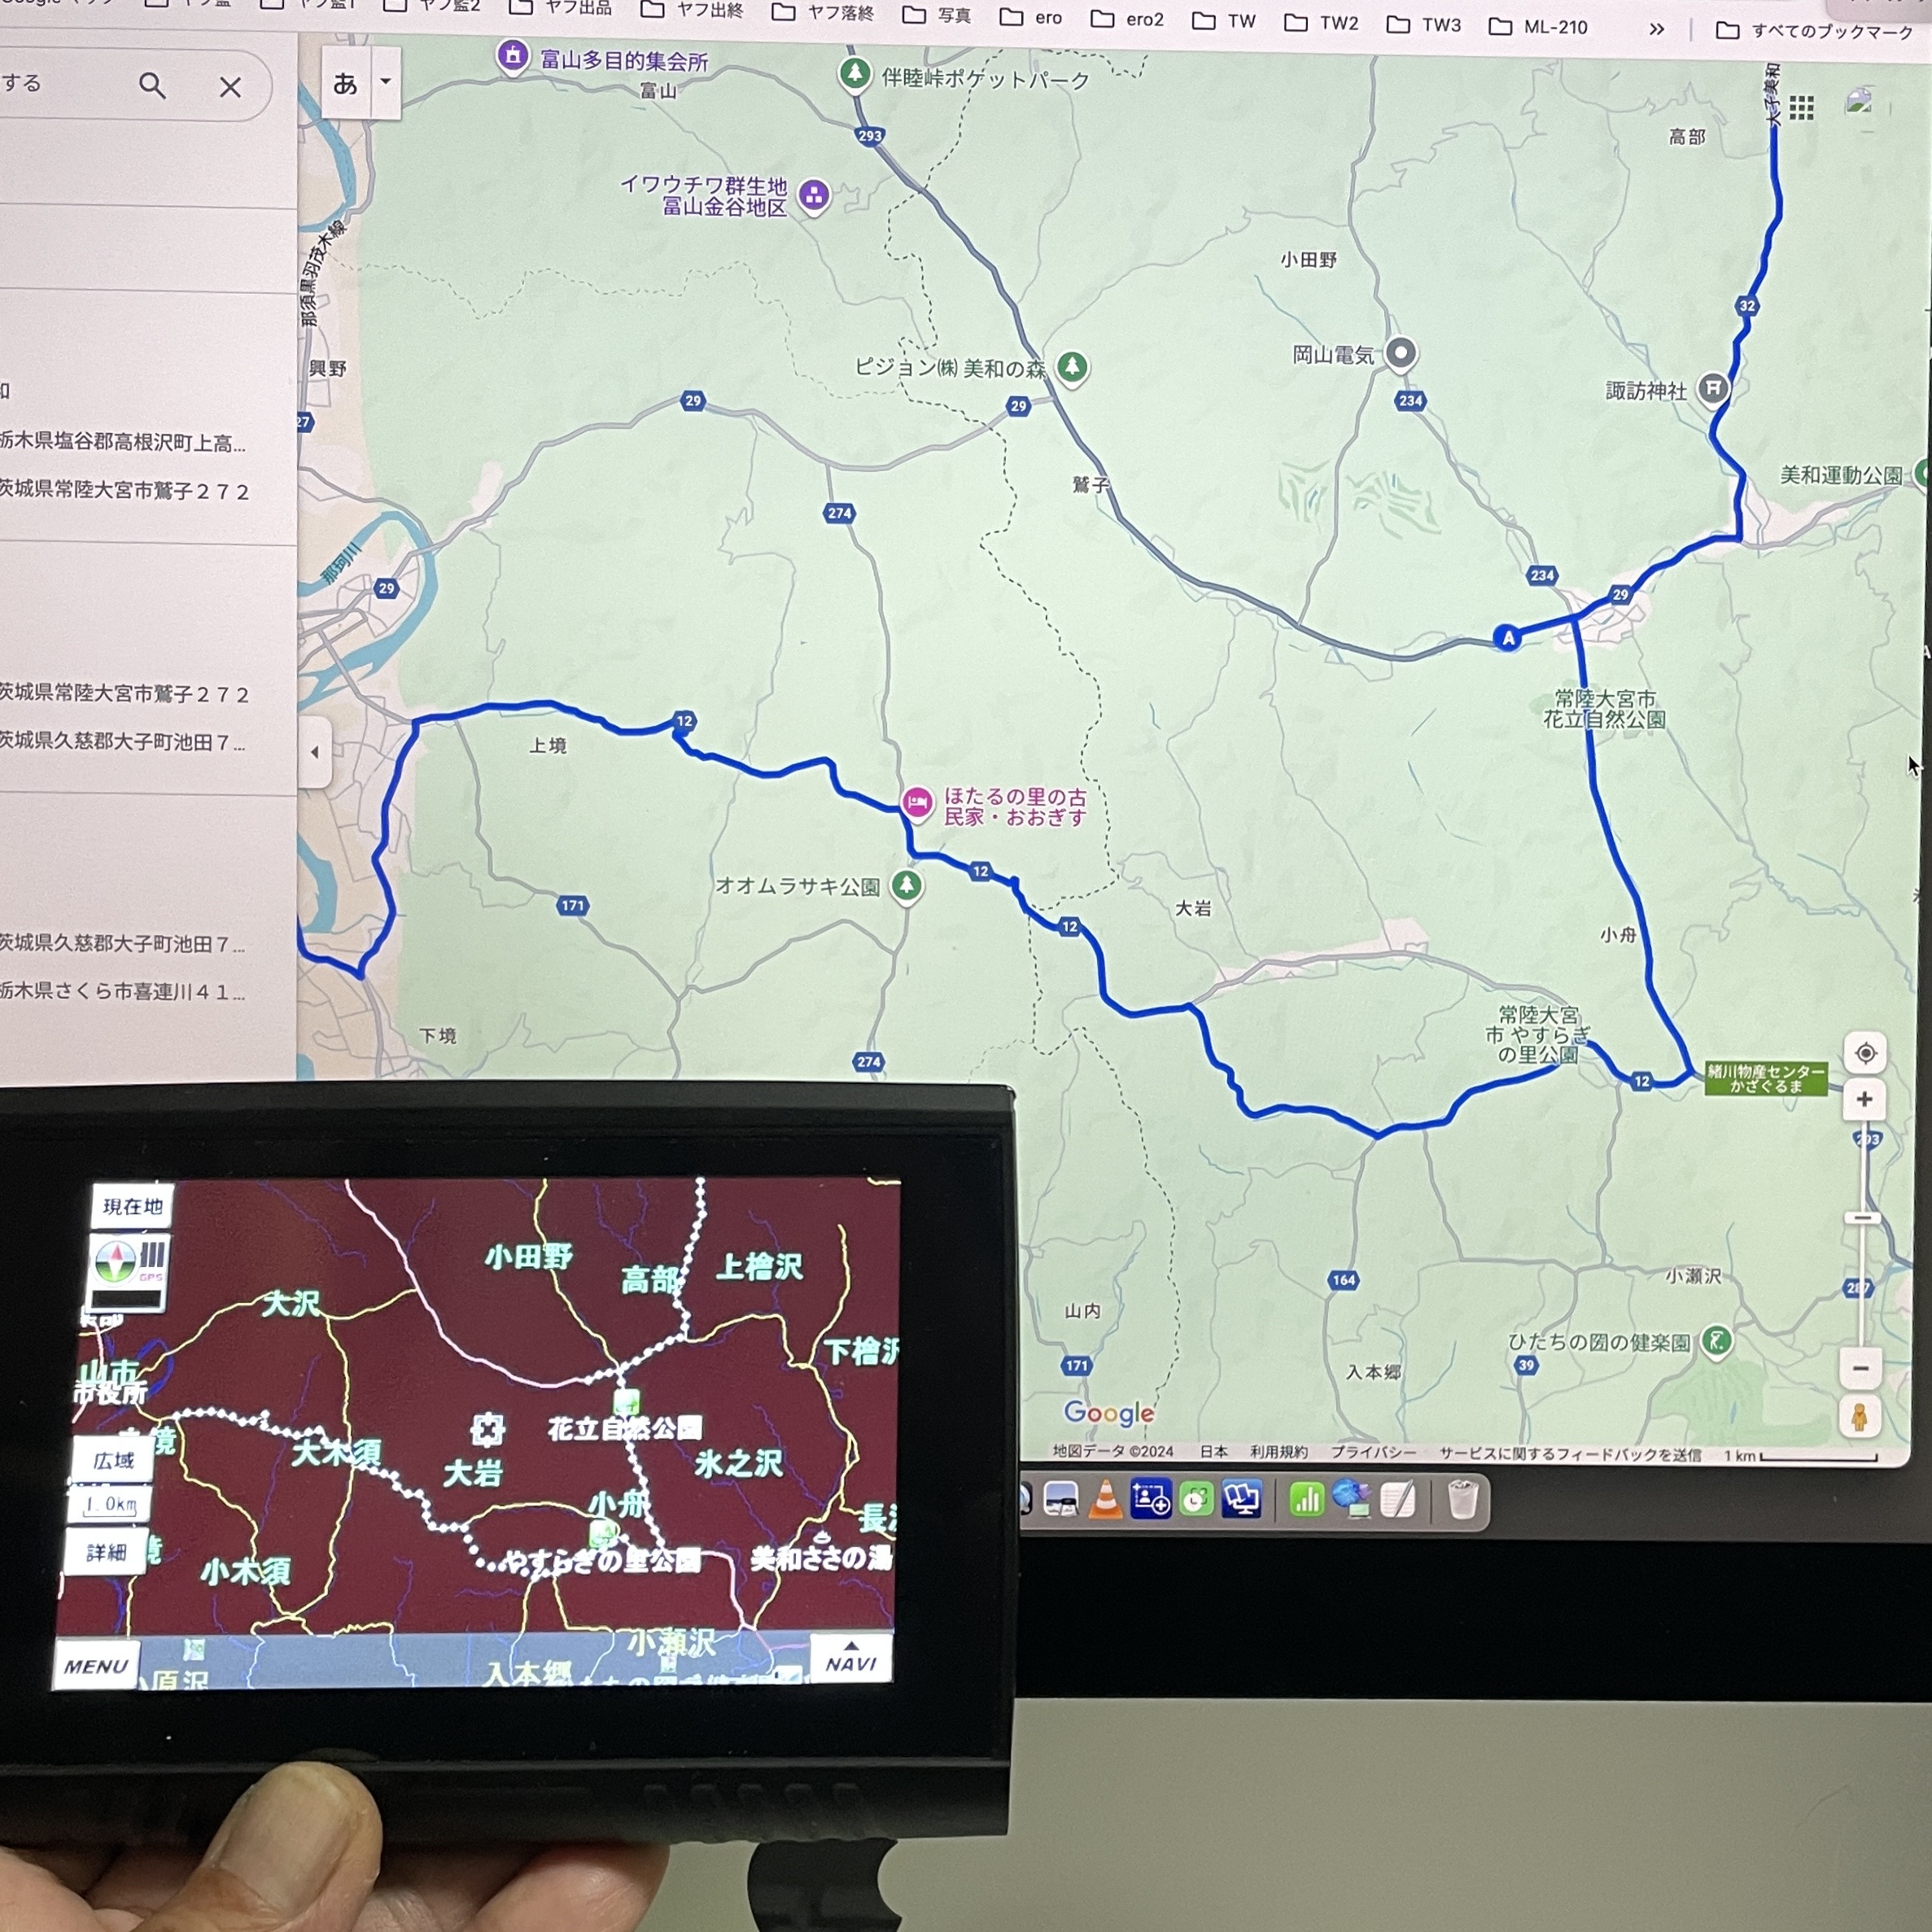 ヤフ出品
ヤフ出終
ヤフ落終
写真
ero
ero2
TW
TW2
TW3
ML-210
»
すべてのブックマーク
する
あ
富山多目的集会所
富山
伴睦峠ポケットパーク
293
高部
大子美和
イワウチワ群生地
富山金谷地区
那須黒羽茂木線
小田野
32
興野
ピジョン㈱ 美和の森
岡山電気
諏訪神社
和
27
29
29
234
栃木県塩谷郡高根沢町上高...
茨城県常陸大宮市鷲子２７２
鷲子
美和運動公園
274
那珂川
29
234
29
A
茨城県常陸大宮市鷲子２７２
茨城県久慈郡大子町池田７...
常陸大宮市
花立自然公園
12
上境
ほたるの里の古
民家・おおぎす
オオムラサキ公園
12
171
12
大岩
小舟
茨城県久慈郡大子町池田７...
栃木県さくら市喜連川４１...
下境
274
常陸大宮
市 やすらぎ
の里公園
12
緒川物産センター
かざぐるま
293
164
小瀬沢
287
山内
171
入本郷
39
ひたちの圀の健楽園
Google
地図データ ©2024
日本
利用規約
プライバシー
サービスに関するフィードバックを送信
1 km
現在地
GPS
小田野
高部
上檜沢
大沢
下檜沢
山市
市役所
花立自然公園
大木須
大岩
氷之沢
広域
1.0km
小舟
詳細
小木須
やすらぎの里公園
美和ささの湯
小瀬沢
MENU
入本郷
NAVI